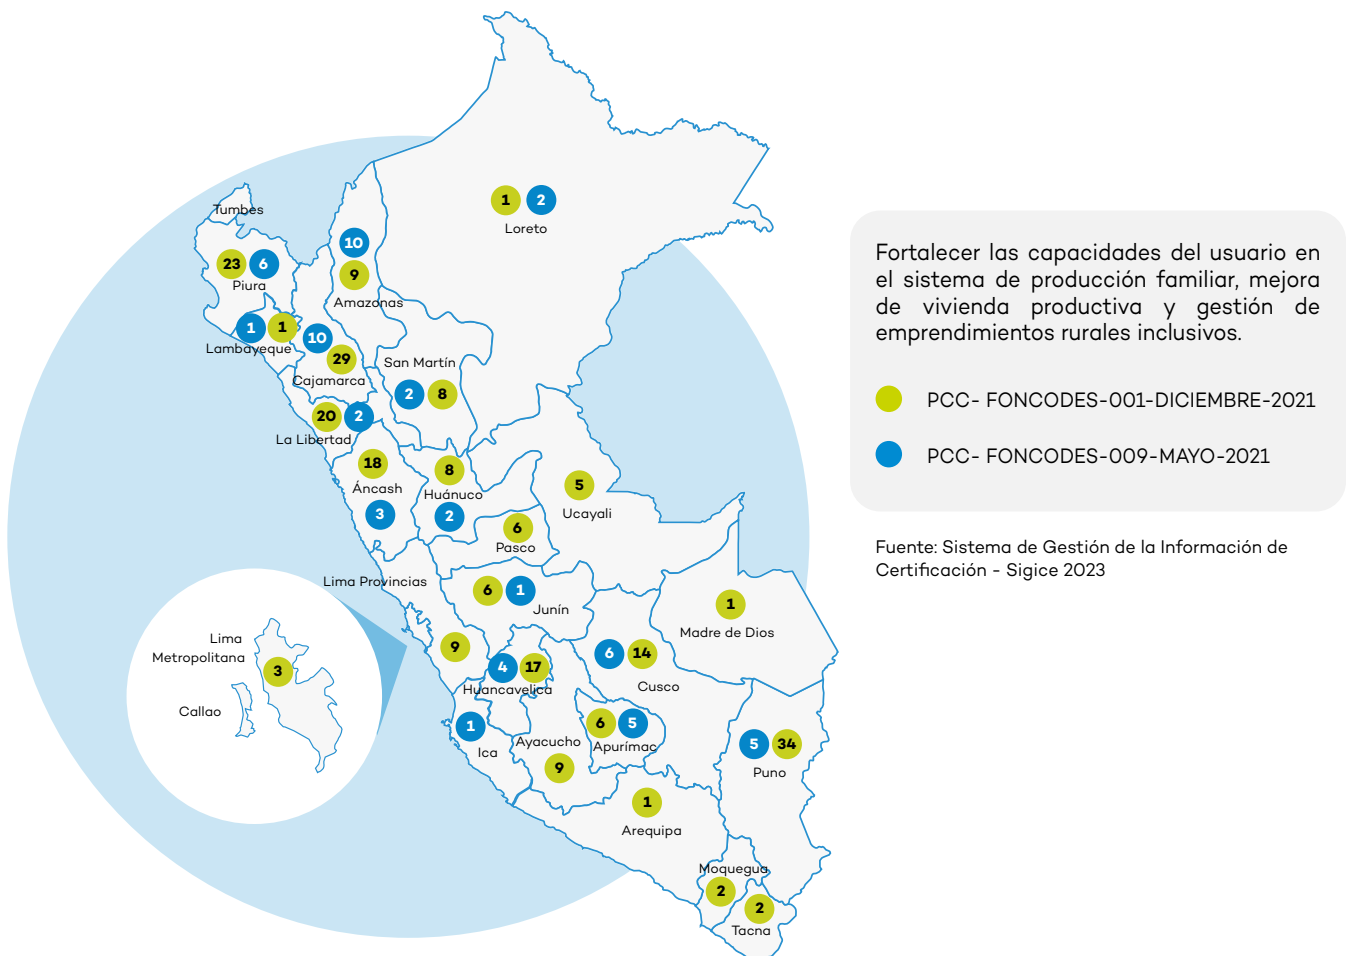 1 2
Loreto
Tumbes
10
23 6
Piura
9
Amazonas
1 1
Lambayeque
10
29
Cajamarca
San Martín
2 8
20 2
La Libertad
18
Áncash
3
8
Huánuco
2
5
Ucayali
6
Pasco
Lima Provincias
6 1
Junín
1
Madre de Dios
9
4 17
Huancavelica
6 14
Cusco
Lima
Metropolitana
3
Callao
1
Ica
Ayacucho
9
6 5
Apurímac
5 34
Puno
1
Arequipa
Moquegua
2
2
Tacna
Fortalecer las capacidades del usuario en
el sistema de producción familiar, mejora
de vivienda productiva y gestión de
emprendimientos rurales inclusivos.
PCC- FONCODES-001-DICIEMBRE-2021
PCC- FONCODES-009-MAYO-2021
Fuente: Sistema de Gestión de la Información de
Certificación - Sigice 2023